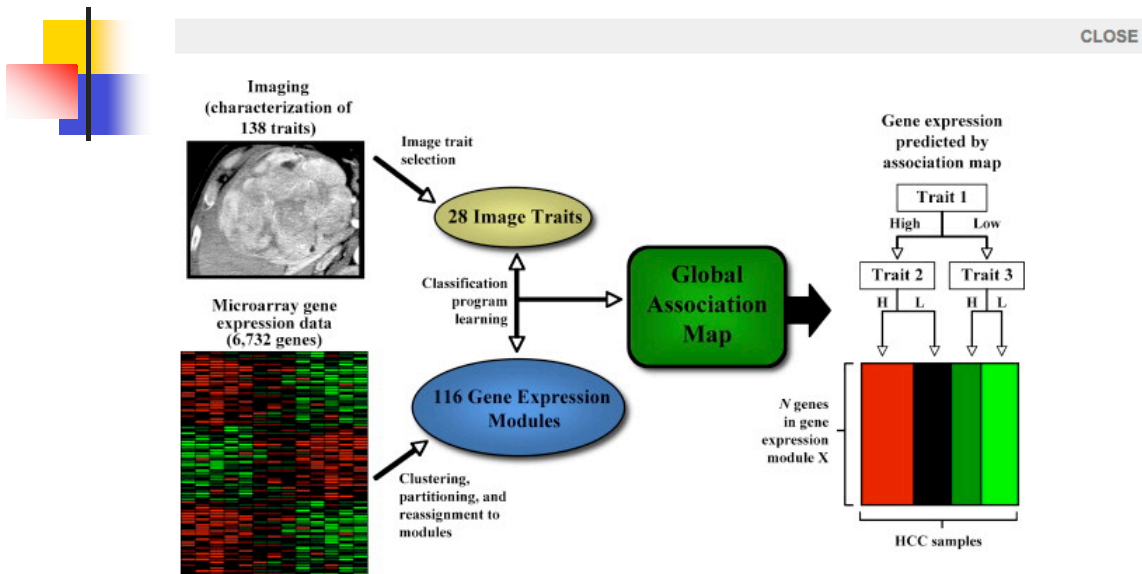 CLOSE
Imaging
(characterization of
138 traits)
Image trait
selection
28 Image Traits
Classification
program
learning
Microarray gene
expression data
(6,732 genes)
116 Gene Expression
Modules
Clustering,
partitioning, and
reassignment to
modules
Global
Association
Map
Gene expression
predicted by
association map
Trait 1
High Low
Trait 2 Trait 3
H L H L
N genes
in gene
expression
module X
HCC samples